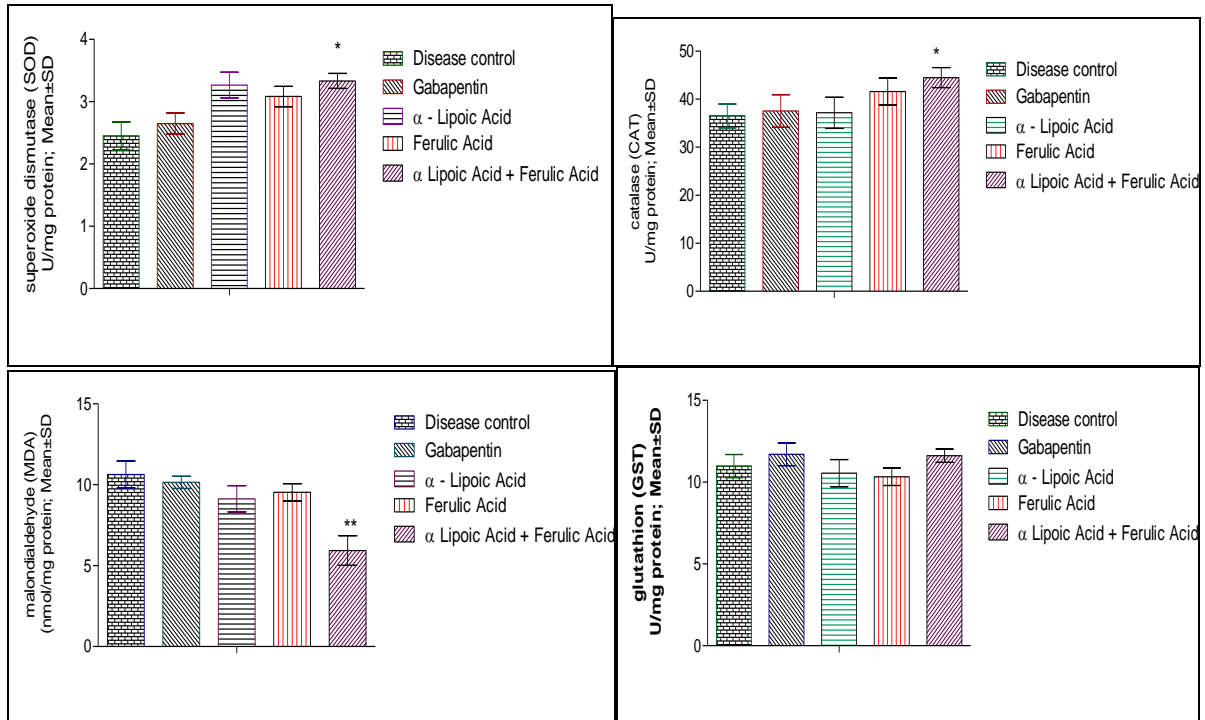 superoxide dismutase (SOD)
U/mg protein; Mean±SD
4
3
2
1
0
*
Disease control
Gabapentin
α - Lipoic Acid
Ferulic Acid
α Lipoic Acid + Ferulic Acid
catalase (CAT)
U/mg protein; Mean±SD
50
40
30
20
10
0
*
Disease control
Gabapentin
α - Lipoic Acid
Ferulic Acid
α Lipoic Acid + Ferulic Acid
malondialdehyde (MDA)
(nmol/mg protein; Mean±SD
15
10
5
0
**
Disease control
Gabapentin
α - Lipoic Acid
Ferulic Acid
α Lipoic Acid + Ferulic Acid
glutathion (GST)
U/mg protein; Mean±SD
15
10
5
0
Disease control
Gabapentin
α - Lipoic Acid
Ferulic Acid
α Lipoic Acid + Ferulic Acid